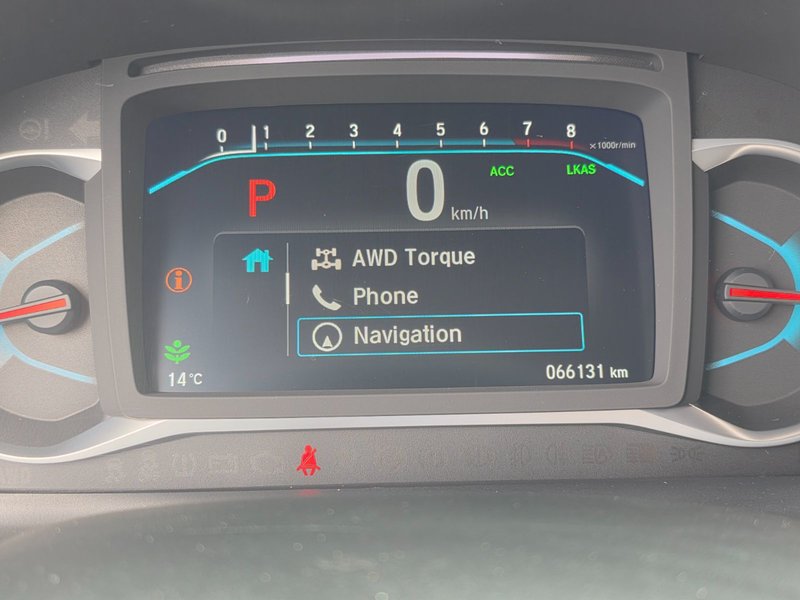 0 1 2 3 4 5 6 7 8 ×1000r/min
P 0 km/h ACC LKAS
AWD Torque
Phone
Navigation
14°C
066131 km